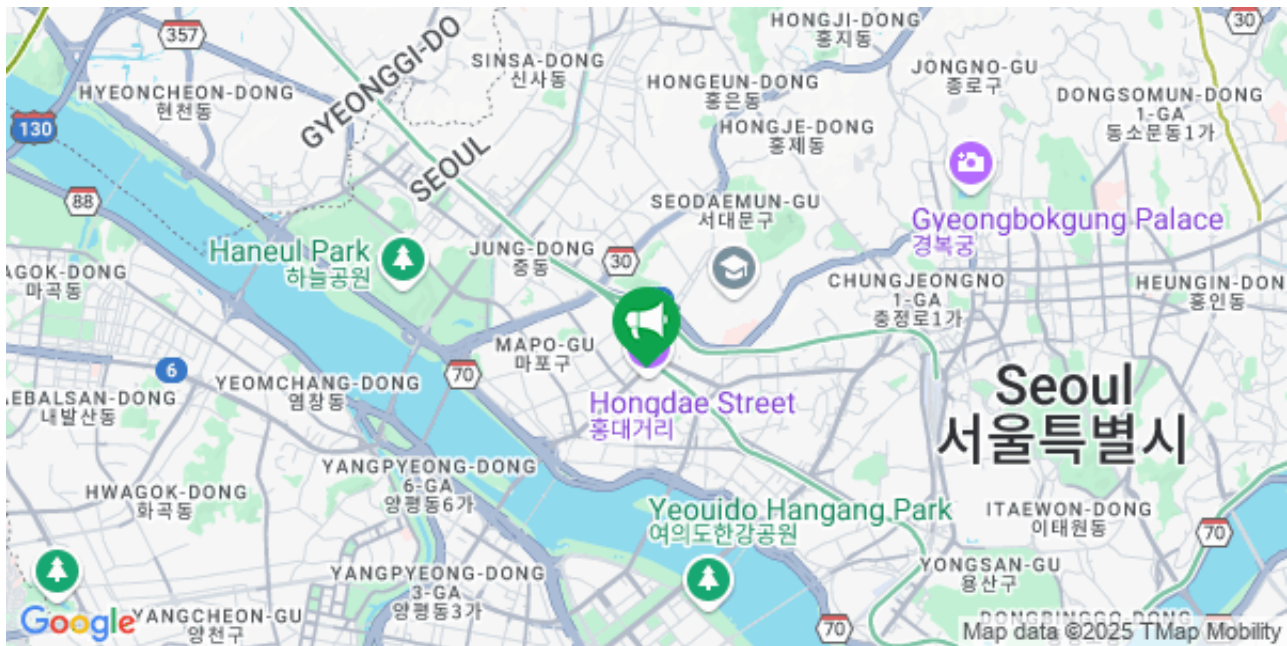 357
GYEONGGI-DO
SINSA-DONG
신사동
HONGJI-DONG
홍지동
30
HYEONCHEON-DONG
현천동
HONGEUN-DONG
홍은동
JONGNO-GU
종로구
DONGSOMUN-DONG
1-GA
동소문동1가
130
HONGJE-DONG
홍제동
SEOUL
88
SEODAEMUN-GU
서대문구
Gyeongbokgung Palace
경복궁
Haneul Park
하늘공원
JUNG-DONG
중동
30
AGOK-DONG
마곡동
CHUNGJEONGNO
1-GA
충정로1가
HEUNGIN-DON
홍인동
MAPO-GU
마포구
6
70
YEOMCHANG-DONG
염창동
AEBALSAN-DONG
내발산동
Hongdae Street
홍대거리
Seoul
서울특별시
YANGPYEONG-DONG
6-GA
양평동6가
HWAGOK-DONG
화곡동
Yeouido Hangang Park
여의도한강공원
ITAEWON-DONG
이태원동
70
YANGPYEONG-DONG
3-GA
양평동3가
YONGSAN-GU
용산구
Google
YANGCHEON-GU
양천구
70
Map data ©2025 TMap Mobility